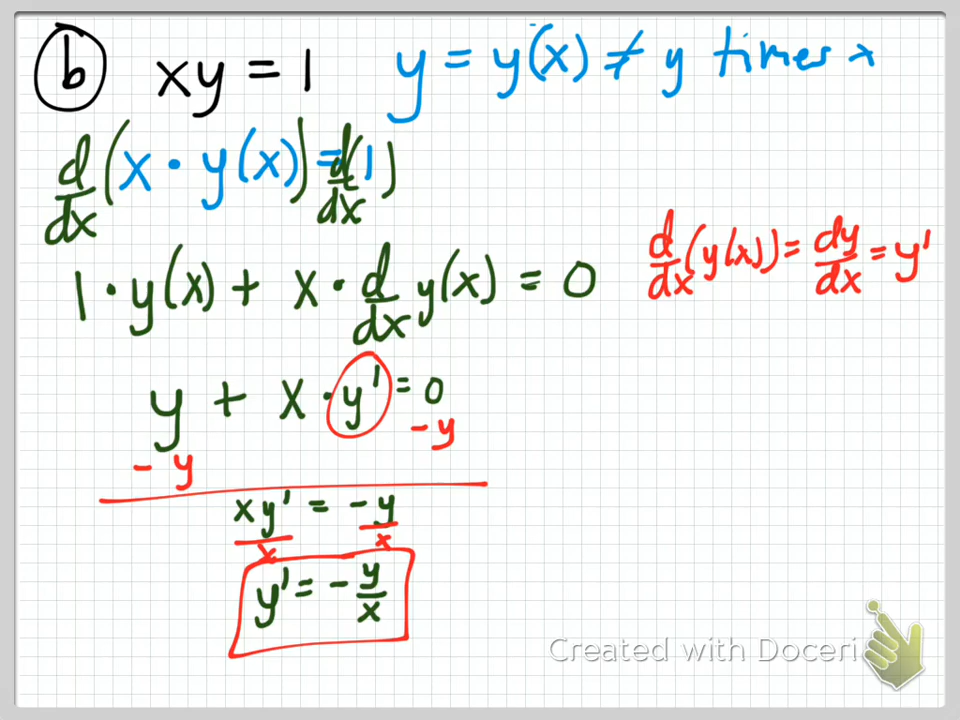 b xy = 1 y = y(x) ≠ y times x
d/dx (x · y(x)) = d/dx (1)
d/dx (y(x)) = dy/dx = y'
1 · y(x) + x · d/dx y(x) = 0
y + x · y' = 0
- y - y
xy'/x = -y/x
y' = - y/x
Created with Doceri